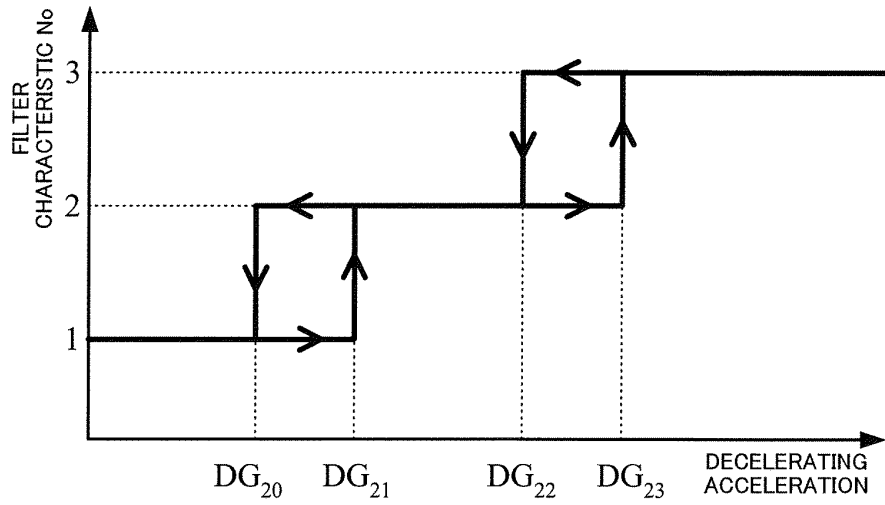 FILTER
CHARACTERISTIC No
3
2
1
DG20
DG21
DG22
DG23
DECELERATING
ACCELERATION